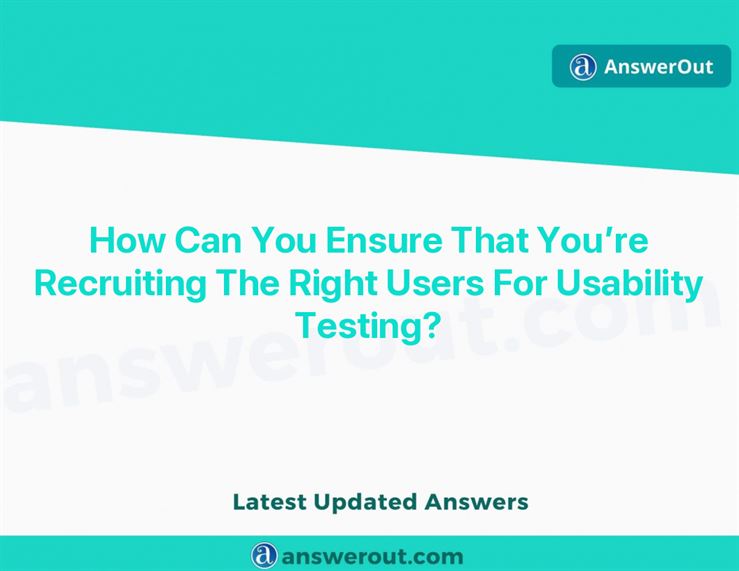 AnswerOut
How Can You Ensure That You’re
Recruiting The Right Users For Usability
Testing?
answerout.com
Latest Updated Answers
answerout.com